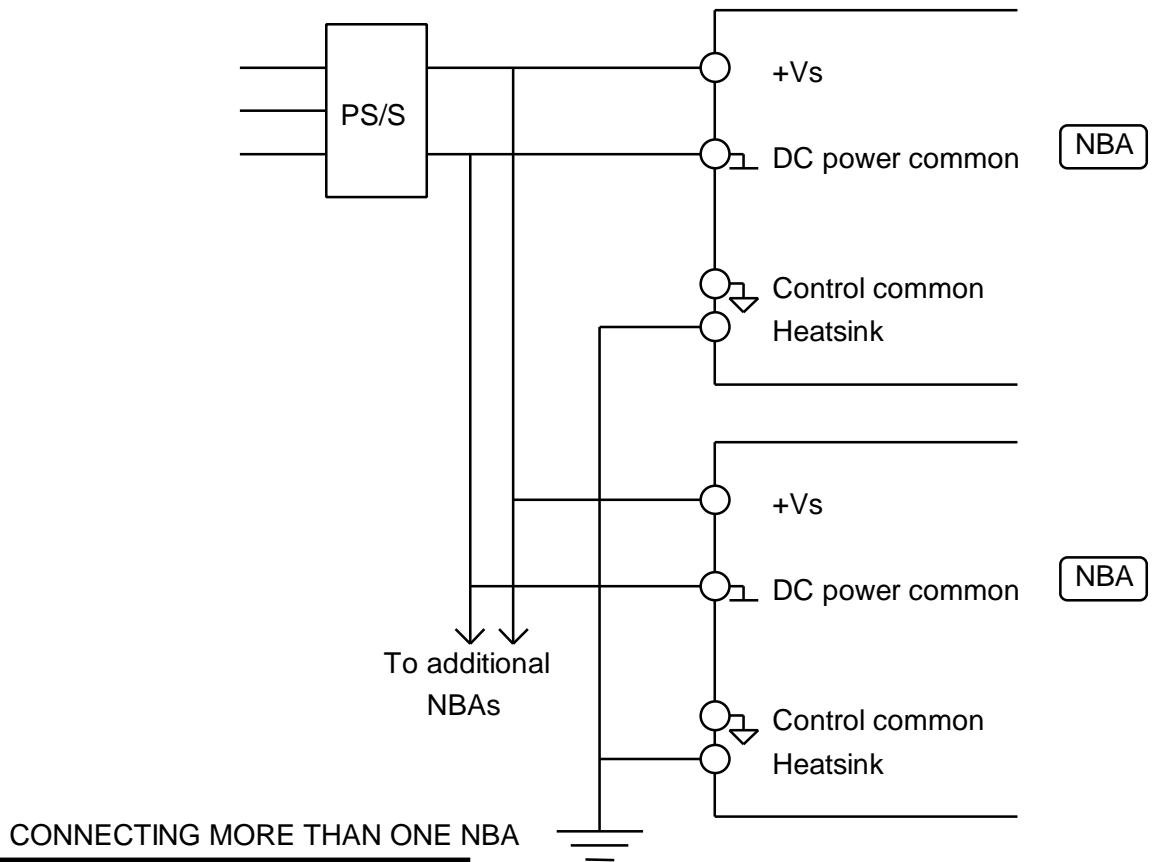 PS/S
+Vs
DC power common
NBA
Control common
Heatsink
+Vs
DC power common
NBA
To additional
NBAs
Control common
Heatsink
CONNECTING MORE THAN ONE NBA